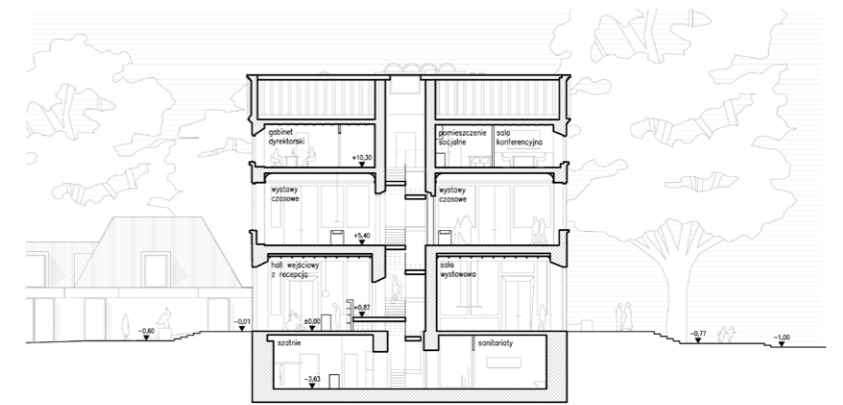 gabinet
dyrektorski
pomieszczenie
socjalne
sala
konferencyjna
+10,30
wystawy
czasowe
wystawy
czasowe
+5,40
hall wejściowy
z recepcją
sala
wystawowa
+0,87
-0,60
-0,01
±0,00
-0,77
-1,00
szatnie
sanitariaty
-3,63